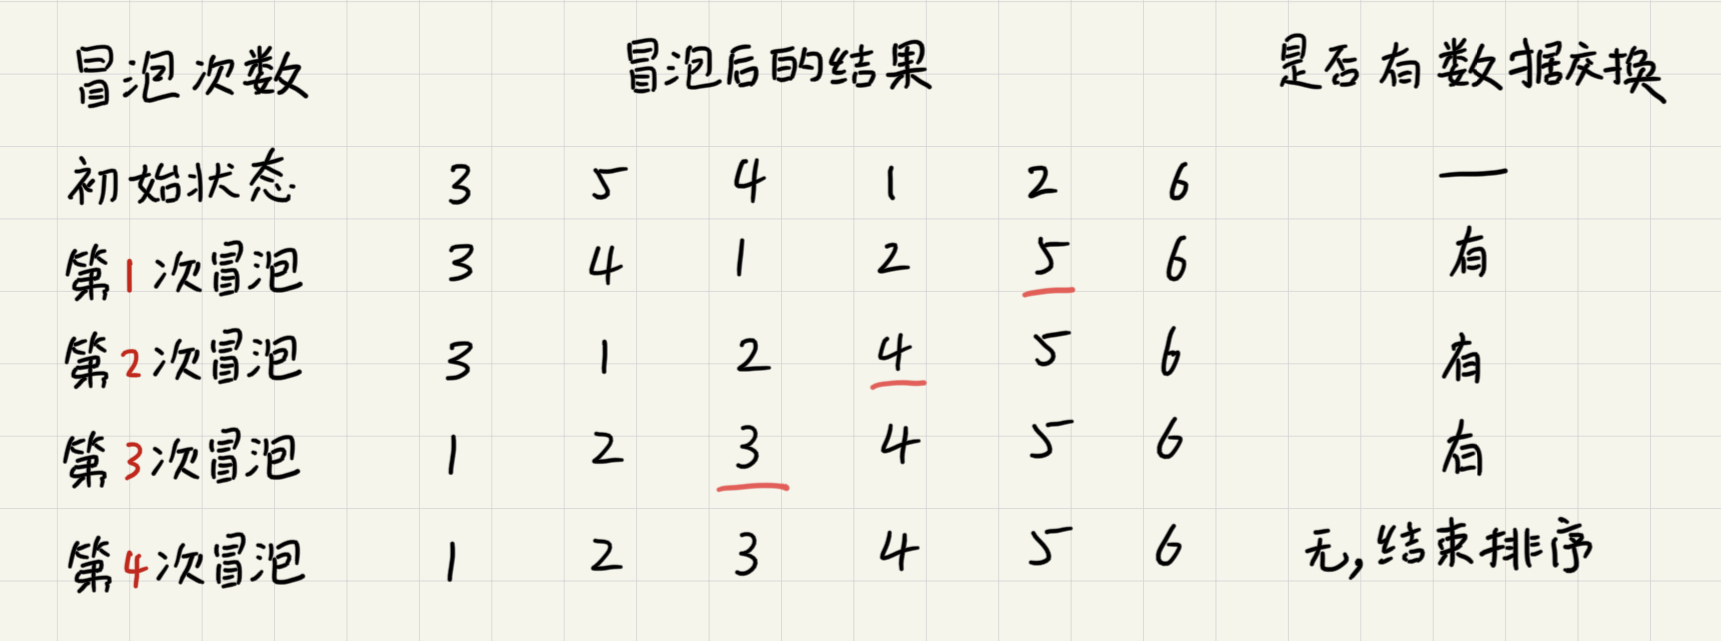 冒泡次数 冒泡后的结果 是否有数据交换
初始状态 3 5 4 1 2 6 —
第1次冒泡 3 4 1 2 5 6 有
第2次冒泡 3 1 2 4 5 6 有
第3次冒泡 1 2 3 4 5 6 有
第4次冒泡 1 2 3 4 5 6 无,结束排序